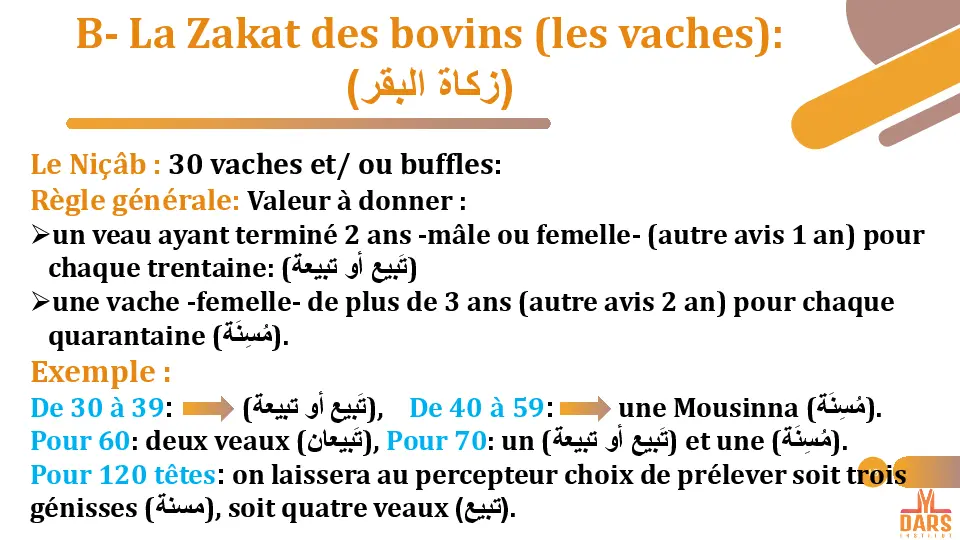 B- La Zakat des bovins (les vaches):
(زكاة البقر)
Le Niçâb : 30 vaches et/ ou buffles:
Règle générale: Valeur à donner :
➢un veau ayant terminé 2 ans -mâle ou femelle- (autre avis 1 an) pour
chaque trentaine: (تَبيع أو تبيعة)
➢une vache -femelle- de plus de 3 ans (autre avis 2 an) pour chaque
quarantaine (مُسِنَة).
Exemple :
De 30 à 39: (تَبيع أو تبيعة), De 40 à 59: une Mousinna (مُسِنَة).
Pour 60: deux veaux (تَبيعان), Pour 70: un (تَبيع أو تبيعة) et une (مُسِنَة).
Pour 120 têtes: on laissera au percepteur choix de prélever soit trois
génisses (مسنة), soit quatre veaux (تبيع).
DARS
INSTITUT